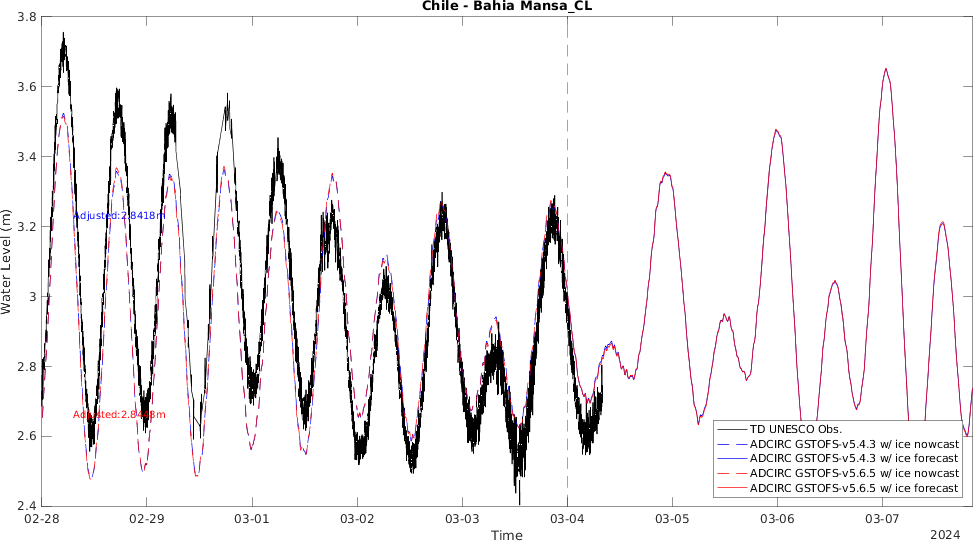 Chile - Bahia Mansa_CL
3.8
3.6
3.4
3.2
3
2.8
2.6
2.4
Water Level (m)
Adjusted:2.8418m
Adjusted:2.8448m
TD UNESCO Obs.
ADCIRC GSTOFS-v5.4.3 w/ ice nowcast
ADCIRC GSTOFS-v5.4.3 w/ ice forecast
ADCIRC GSTOFS-v5.6.5 w/ ice nowcast
ADCIRC GSTOFS-v5.6.5 w/ ice forecast
02-28
02-29
03-01
03-02
03-03
03-04
03-05
03-06
03-07
Time
2024